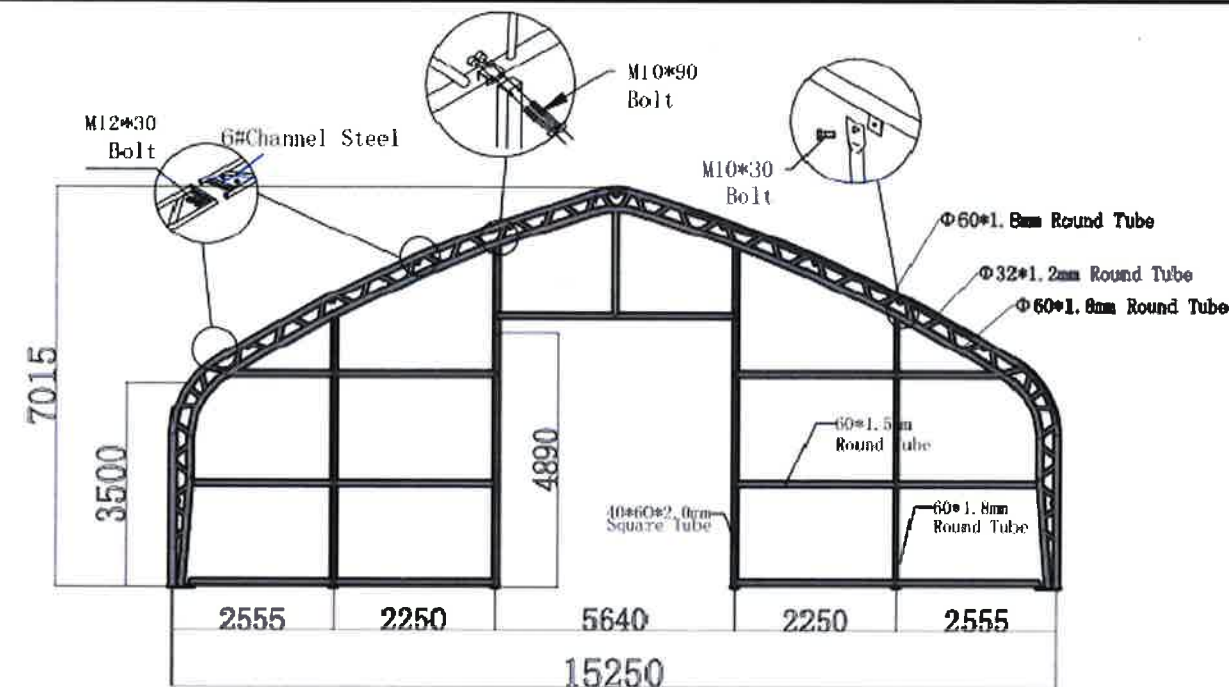 M10*90
Bolt
M12*30
Bolt
6#Channel Steel
M10*30
Bolt
Φ60*1.8mm Round Tube
Φ32*1.2mm Round Tube
Φ60*1.8mm Round Tube
7015
3500
4890
60*1.5m
Round Tube
40*60*2.0mm
Square Tube
60*1.8mm
Round Tube
2555
2250
5640
2250
2555
15250